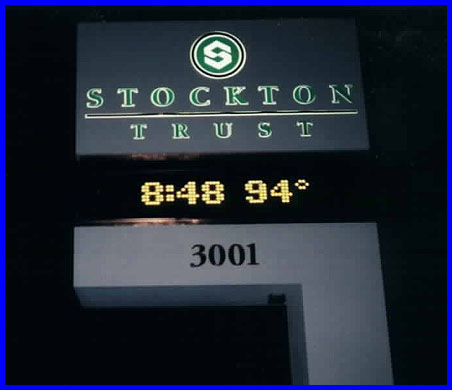 S
STOCKTON
TRUST
8:48 94°
3001